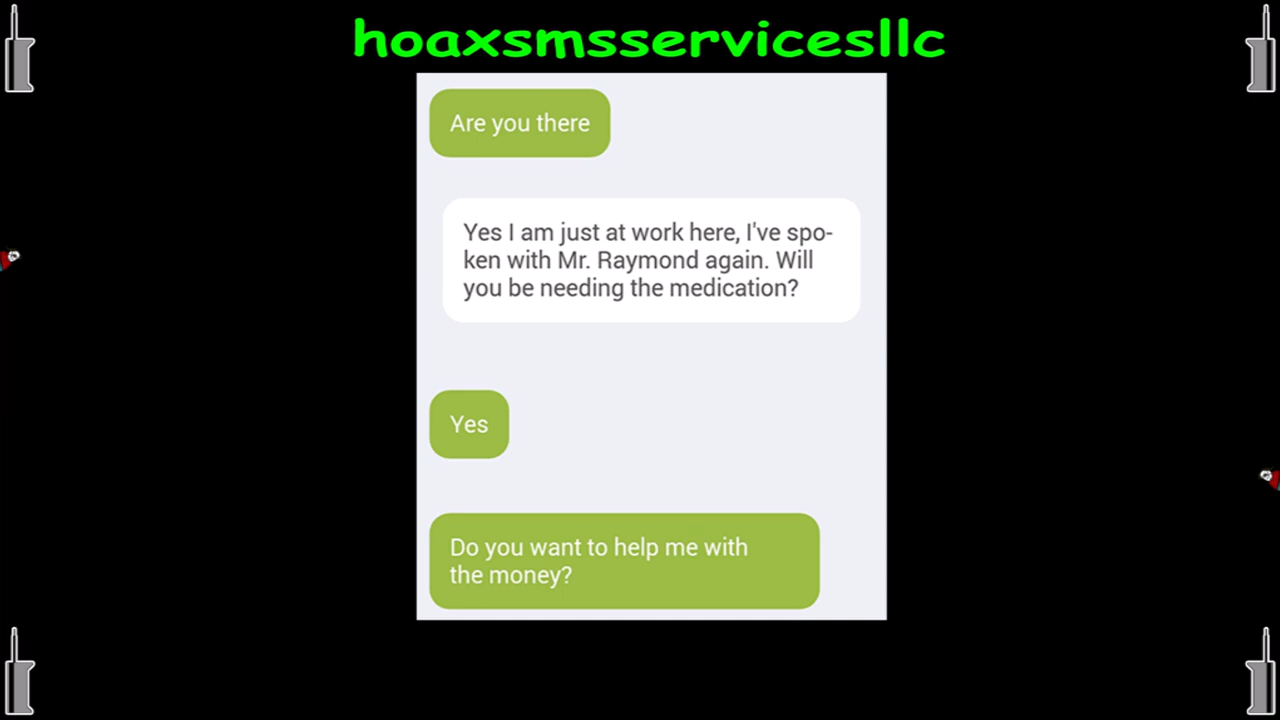 hoaxsmsservicesllc
Are you there
Yes I am just at work here, I've spo-
ken with Mr. Raymond again. Will
you be needing the medication?
Yes
Do you want to help me with
the money?